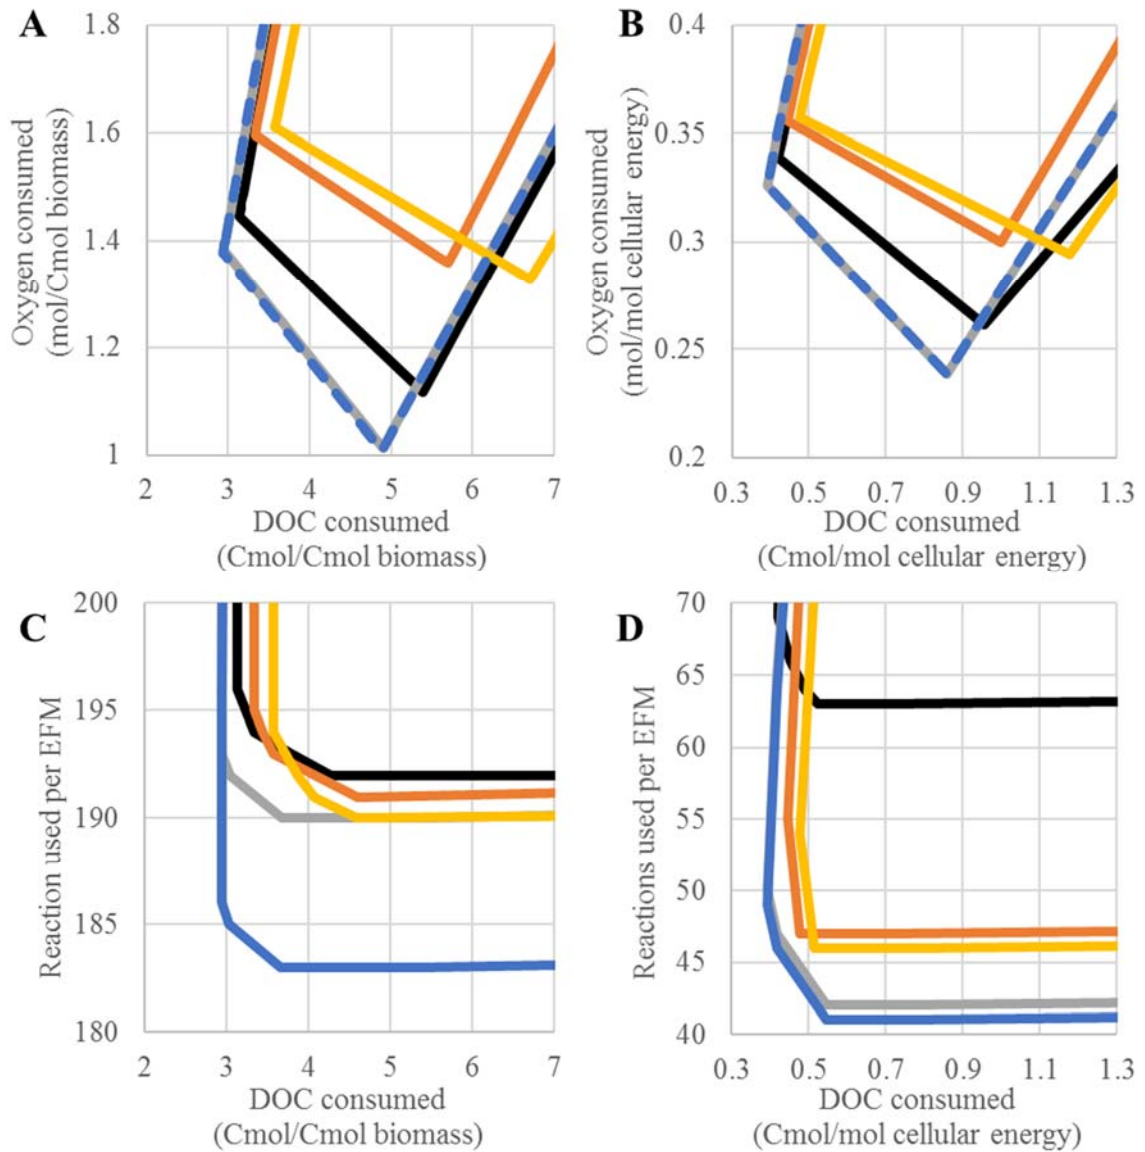 A
Oxygen consumed
(mol/Cmol biomass)
1.8
1.6
1.4
1.2
1
2 3 4 5 6 7
DOC consumed
(Cmol/Cmol biomass)
B
Oxygen consumed
(mol/mol cellular energy)
0.4
0.35
0.3
0.25
0.2
0.3 0.5 0.7 0.9 1.1 1.3
DOC consumed
(Cmol/mol cellular energy)
C
Reaction used per EFM
200
195
190
185
180
2 3 4 5 6 7
DOC consumed
(Cmol/Cmol biomass)
D
Reactions used per EFM
70
65
60
55
50
45
40
0.3 0.5 0.7 0.9 1.1 1.3
DOC consumed
(Cmol/mol cellular energy)